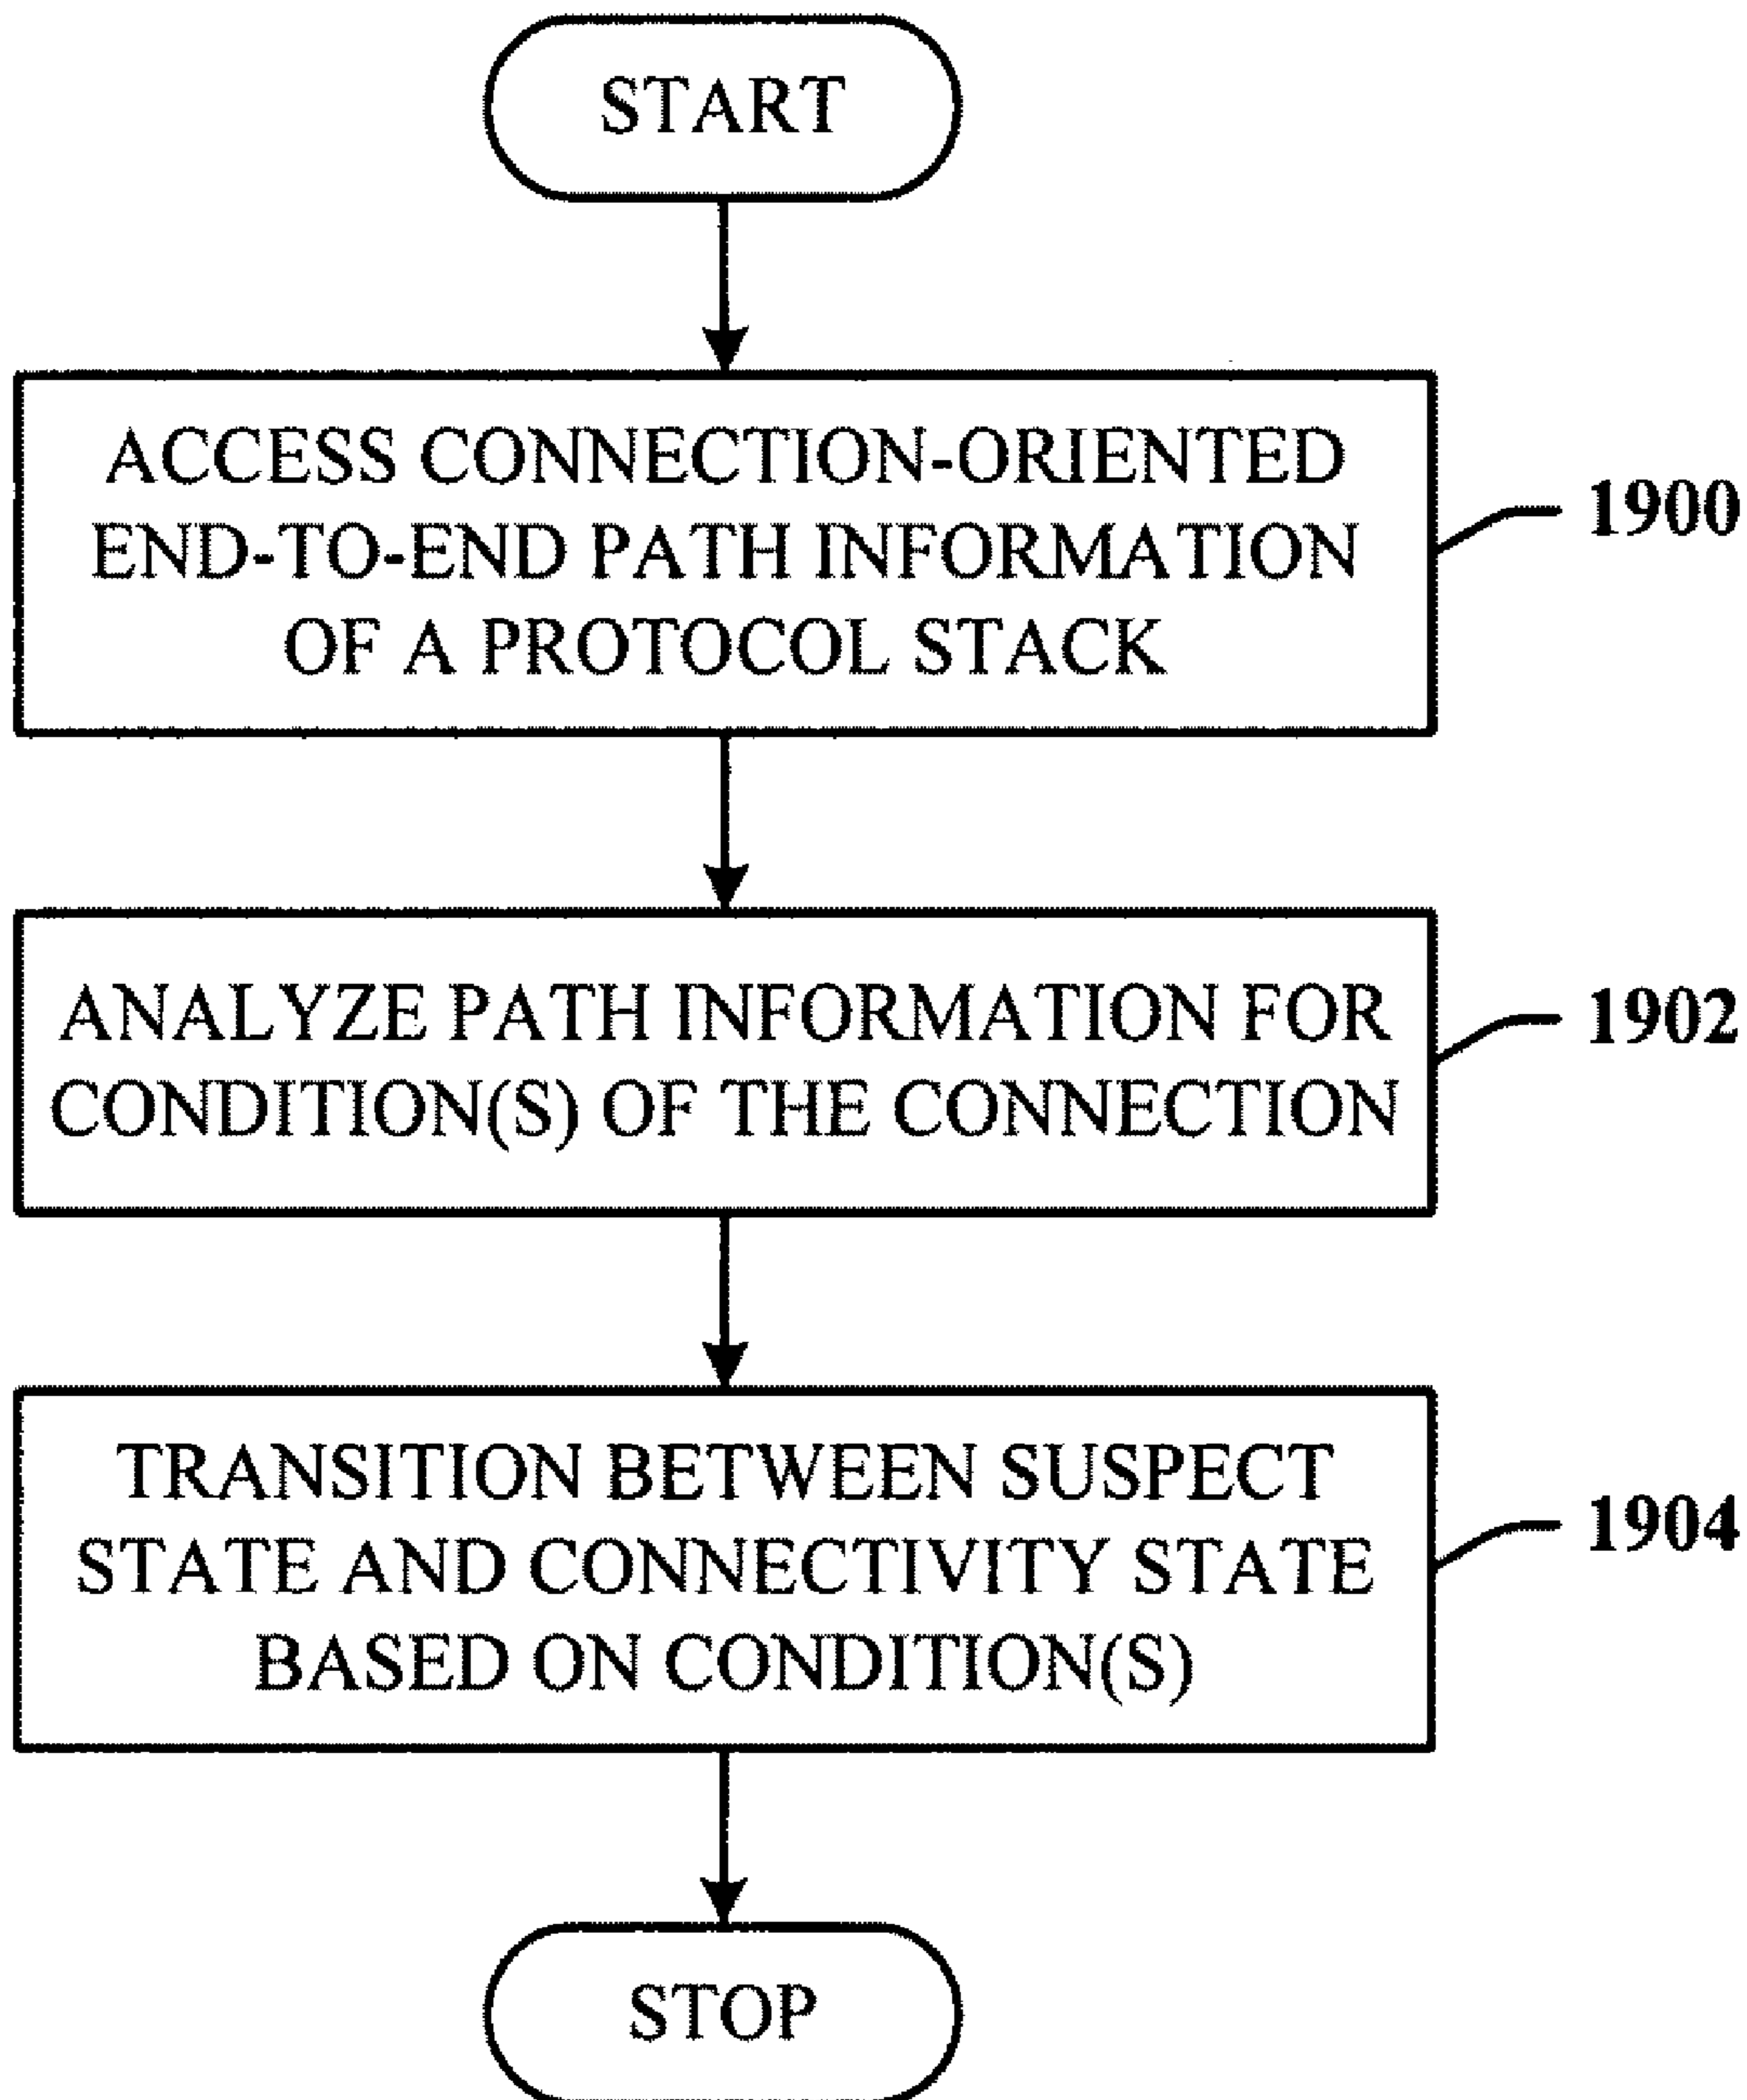 START
ACCESS CONNECTION-ORIENTED
END-TO-END PATH INFORMATION
OF A PROTOCOL STACK
1900
ANALYZE PATH INFORMATION FOR
CONDITION(S) OF THE CONNECTION
1902
TRANSITION BETWEEN SUSPECT
STATE AND CONNECTIVITY STATE
BASED ON CONDITION(S)
1904
STOP